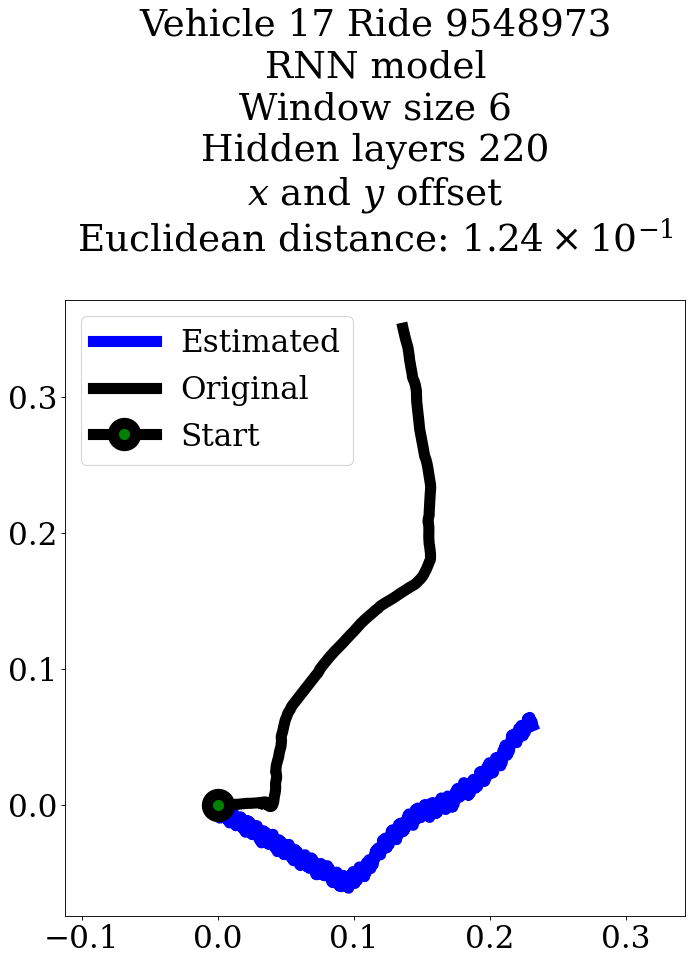 Vehicle 17 Ride 9548973
RNN model
Window size 6
Hidden layers 220
x and y offset
Euclidean distance: 1.24 × 10⁻¹
Estimated
Original
Start
0.3
0.2
0.1
0.0
−0.1 0.0 0.1 0.2 0.3